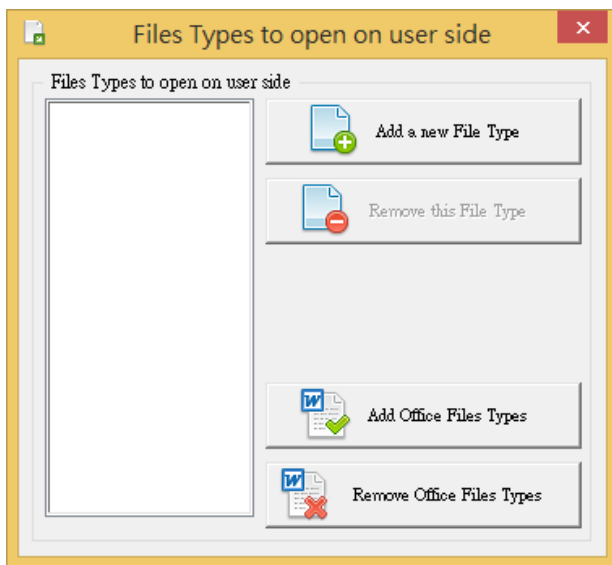 Files Types to open on user side
Files Types to open on user side
Add a new File Type
Remove this File Type
Add Office Files Types
Remove Office Files Types